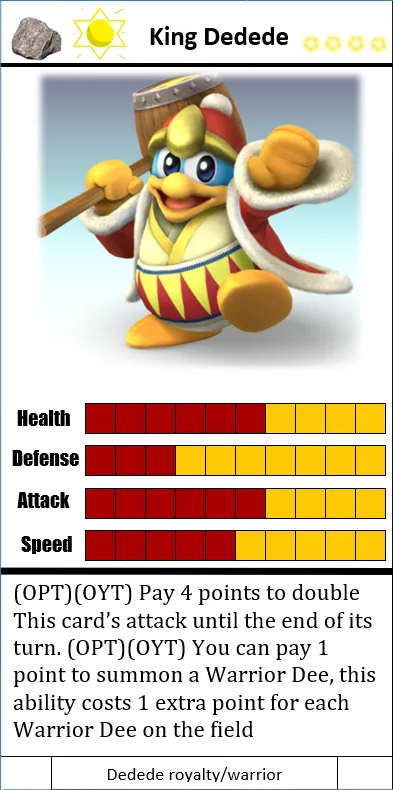 King Dedede
Health
Defense
Attack
Speed
(OPT)(OYT) Pay 4 points to double
This card’s attack until the end of its
turn. (OPT)(OYT) You can pay 1
point to summon a Warrior Dee, this
ability costs 1 extra point for each
Warrior Dee on the field
Dedede royalty/warrior